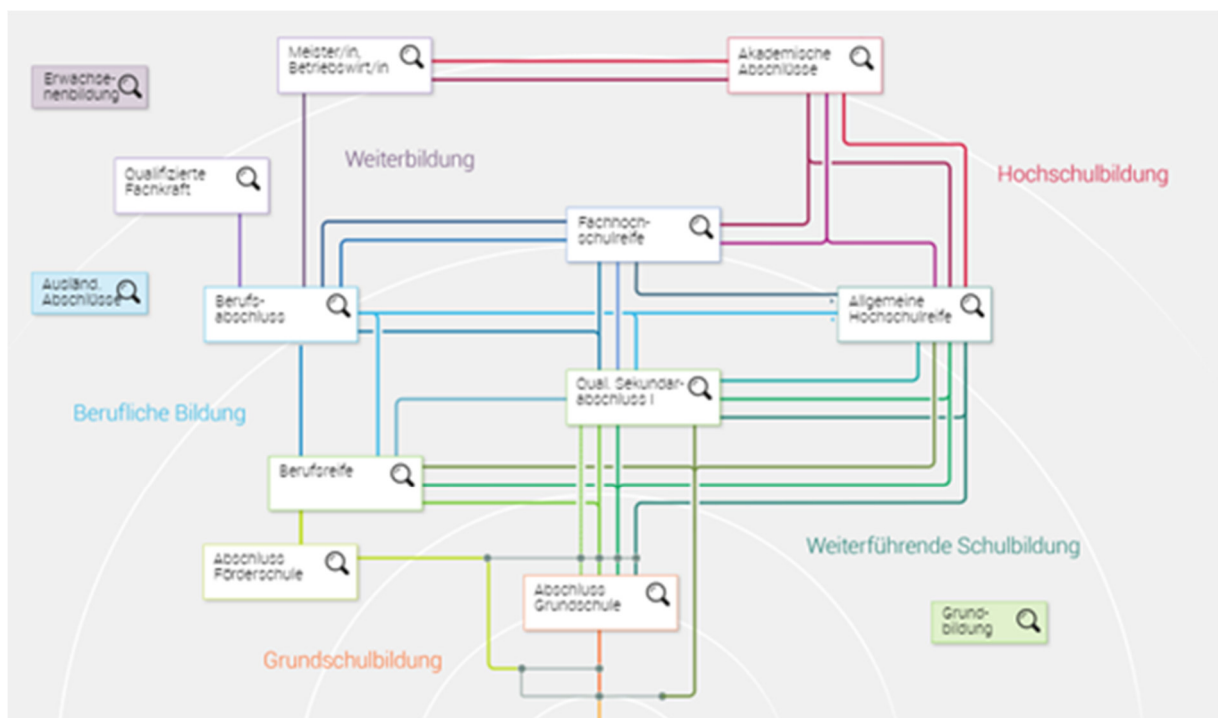 Meister/in,
Betriebswirt/in
Akademische
Abschlüsse
Erwachse-
nenbildung
Weiterbildung
Hochschulbildung
Qualifizierte
Fachkraft
Fachhoch-
schulreife
Ausländ.
Abschlüsse
Berufs-
abschluss
Allgemeine
Hochschulreife
Qual. Sekundar-
abschluss I
Berufliche Bildung
Berufsreife
Weiterführende Schulbildung
Abschluss
Förderschule
Abschluss
Grundschule
Grund-
bildung
Grundschulbildung